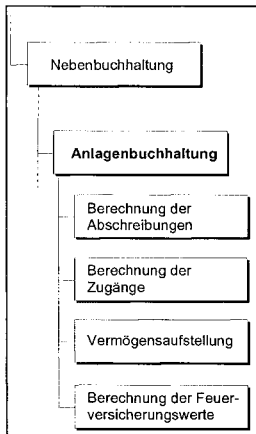 Nebenbuchhaltung
Anlagenbuchhaltung
Berechnung der
Abschreibungen
Berechnung der
Zugänge
Vermögensaufstellung
Berechnung der Feuer-
versicherungswerte